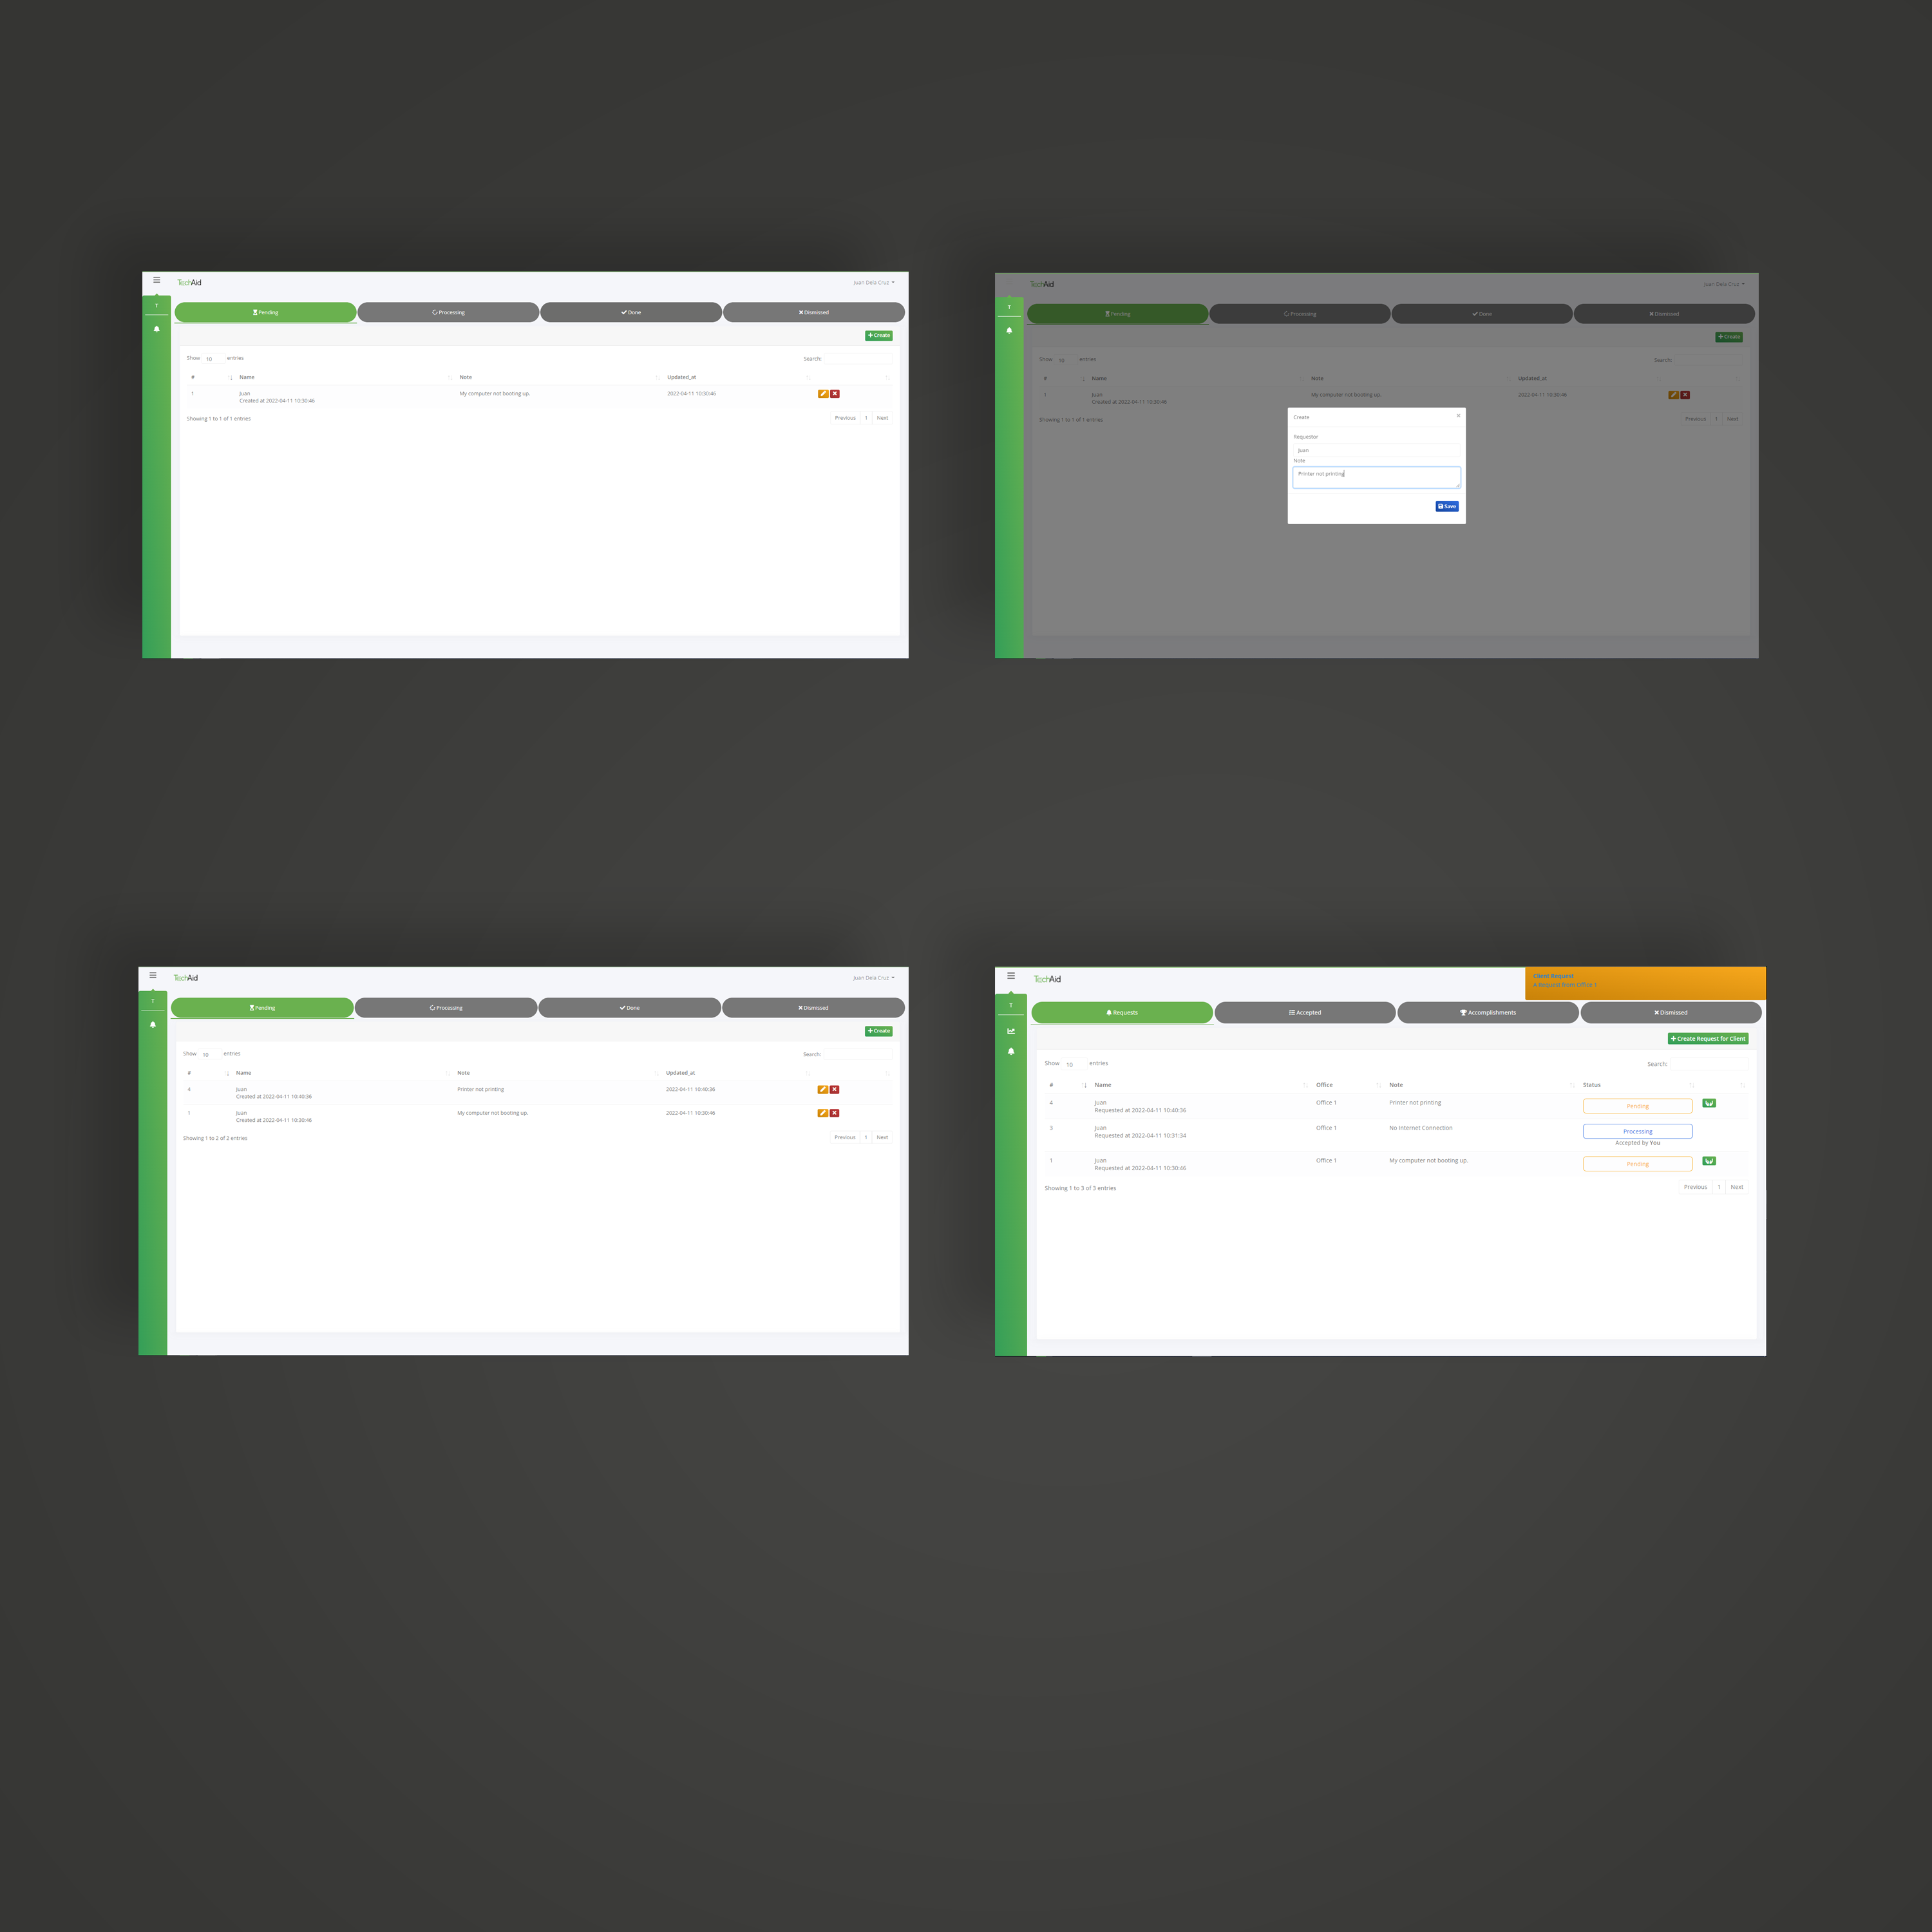 TechAid
Juan Dela Cruz
T
Pending
Processing
Done
Dismissed
Create
Show 10 entries
Search:
# Name Note Updated_at
1 Juan My computer not booting up. 2022-04-11 10:30:46
Created at 2022-04-11 10:30:46
Showing 1 to 1 of 1 entries
Previous 1 Next
TechAid
Juan Dela Cruz
T
Pending
Processing
Done
Dismissed
Create
Show 10 entries
Search:
# Name Note Updated_at
1 Juan My computer not booting up. 2022-04-11 10:30:46
Created at 2022-04-11 10:30:46
Showing 1 to 1 of 1 entries
Previous 1 Next
Create
×
Requestor
Juan
Note
Printer not printing
Save
TechAid
Juan Dela Cruz
T
Pending
Processing
Done
Dismissed
Create
Show 10 entries
Search:
# Name Note Updated_at
4 Juan Printer not printing 2022-04-11 10:40:36
Created at 2022-04-11 10:40:36
1 Juan My computer not booting up. 2022-04-11 10:30:46
Created at 2022-04-11 10:30:46
Showing 1 to 2 of 2 entries
Previous 1 Next
TechAid
Client Request
A Request from Office 1
T
Requests
Accepted
Accomplishments
Dismissed
Create Request for Client
Show 10 entries
Search:
# Name Office Note Status
4 Juan Office 1 Printer not printing Pending
Requested at 2022-04-11 10:40:36
3 Juan Office 1 No Internet Connection Processing
Requested at 2022-04-11 10:31:34
Accepted by You
1 Juan Office 1 My computer not booting up. Pending
Requested at 2022-04-11 10:30:46
Showing 1 to 3 of 3 entries
Previous 1 Next